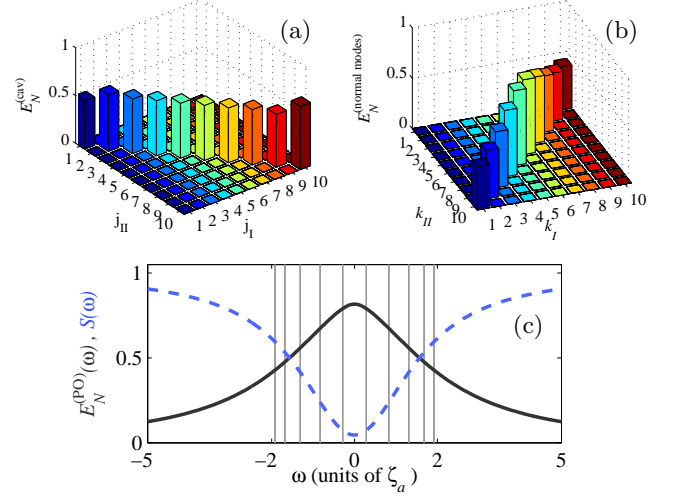 (a)
E_N^(cav)
1
0.5
0
1 2 3 4 5 6 7 8 9 10
j_II
1 2 3 4 5 6 7 8 9 10
j_I
(b)
E_N^(normal modes)
1
0.5
0
1 2 3 4 5 6 7 8 9 10
k_II
1 2 3 4 5 6 7 8 9 10
k_I
(c)
E_N^(PO)(ω) , S(ω)
1
0.5
0
−5 −2 0 2 5
ω (units of ζ_a)